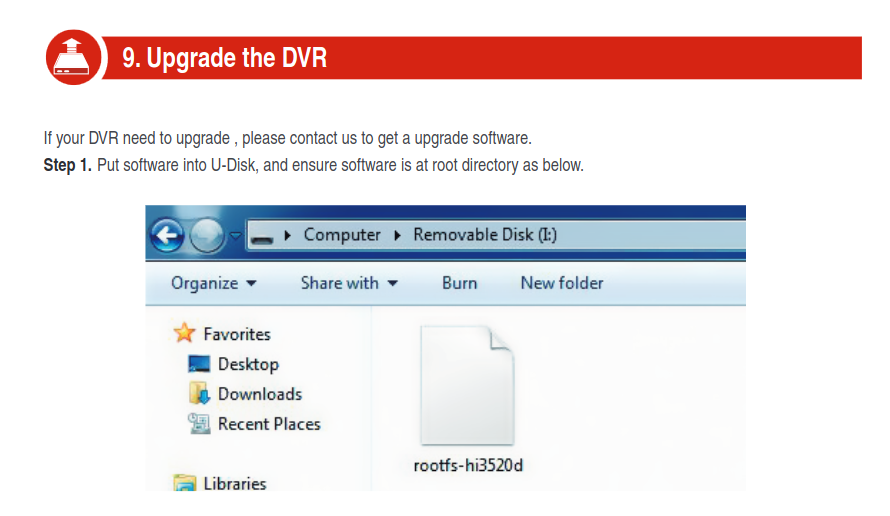 9. Upgrade the DVR
If your DVR need to upgrade , please contact us to get a upgrade software.
Step 1. Put software into U-Disk, and ensure software is at root directory as below.
Computer Removable Disk (I:)
Organize Share with Burn New folder
Favorites
Desktop
Downloads
Recent Places
rootfs-hi3520d
Libraries